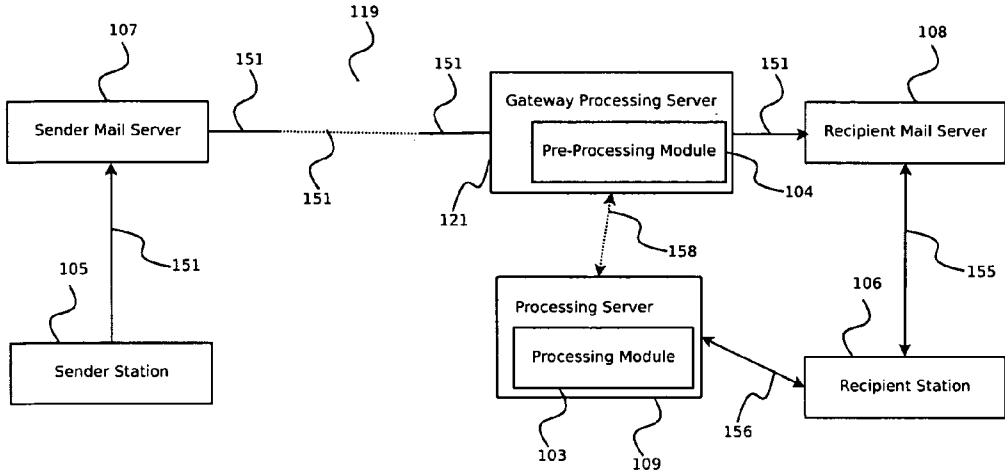 119
107
108
151
151
151
Sender Mail Server
Gateway Processing Server
Recipient Mail Server
Pre-Processing Module
151
104
121
151
158
155
105
106
Processing Server
Sender Station
Processing Module
Recipient Station
156
103
109